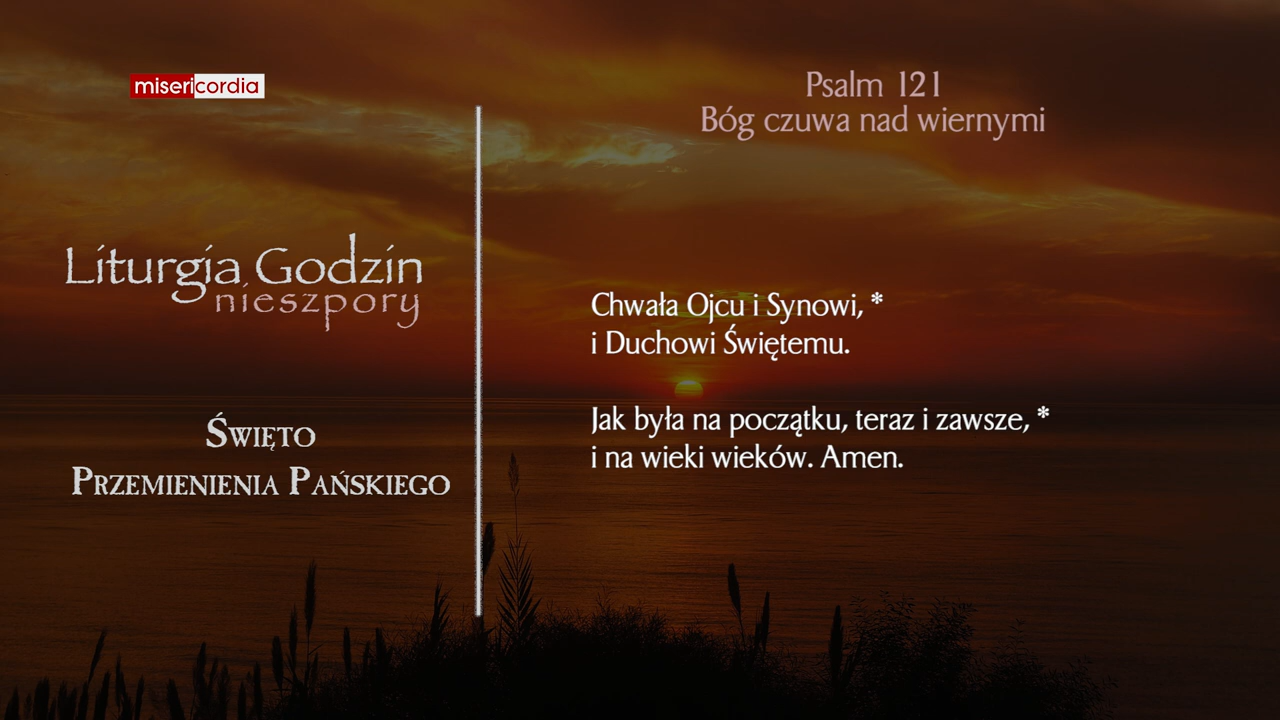 misericordia
Liturgia Godzin
nieszpory
Święto
Przemienienia Pańskiego
Psalm 121
Bóg czuwa nad wiernymi
Chwała Ojcu i Synowi, *
i Duchowi Świętemu.
Jak była na początku, teraz i zawsze, *
i na wieki wieków. Amen.